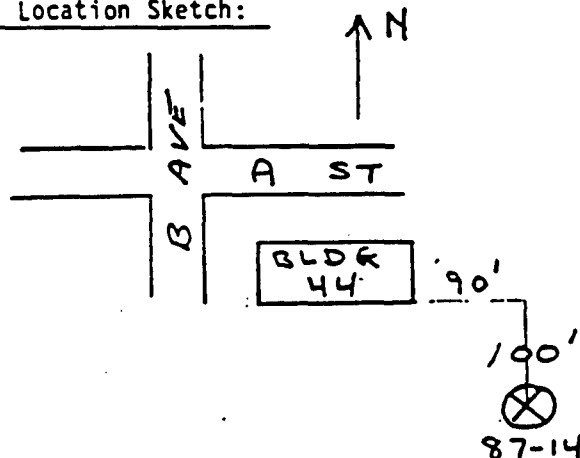 Location Sketch:
N
B AVE
A ST
BLDG
44
90'
100'
87-14